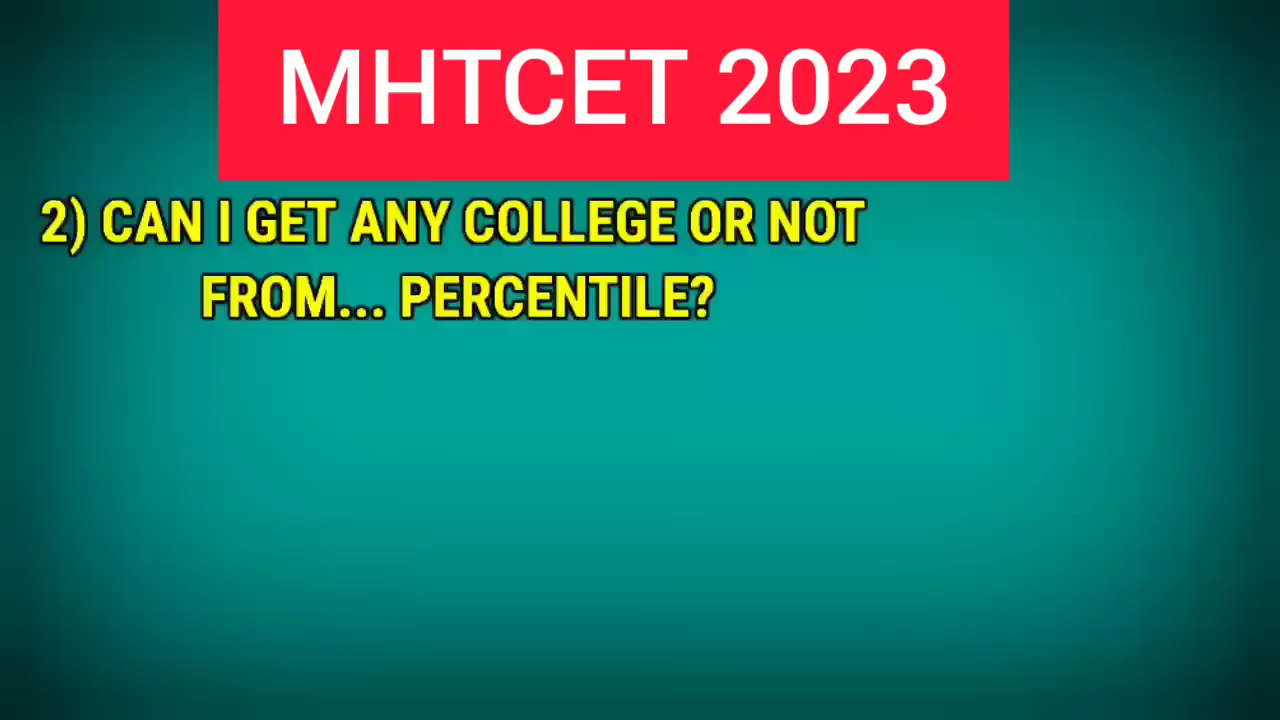 MHTCET 2023
2) CAN I GET ANY COLLEGE OR NOT
FROM... PERCENTILE?